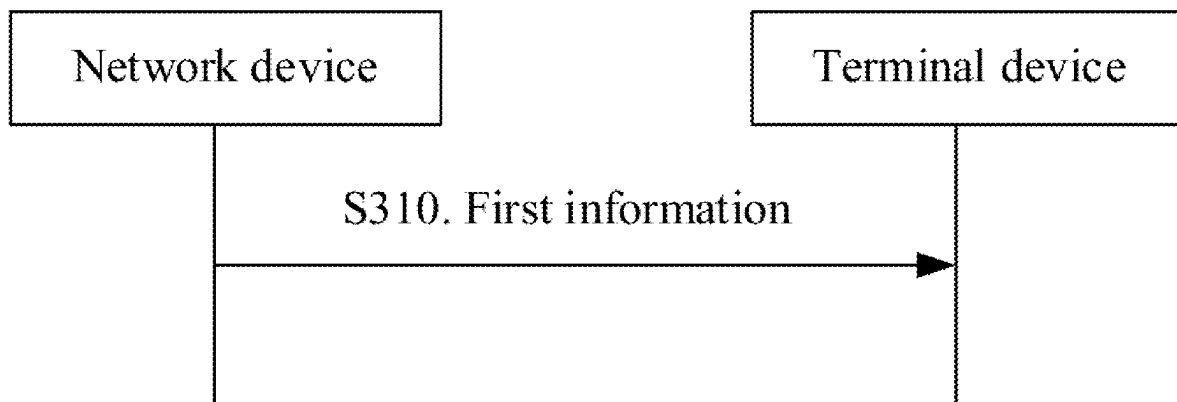 Network device
Terminal device
S310. First information